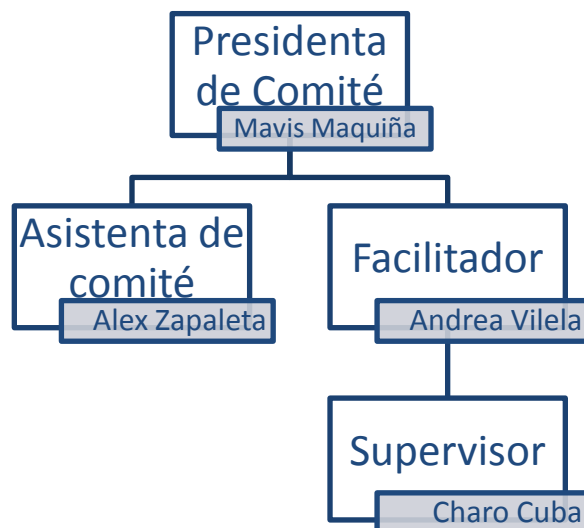 Presidenta
de Comité
Mavis Maquiña
Asistenta de
comité
Alex Zapaleta
Facilitador
Andrea Vilela
Supervisor
Charo Cuba